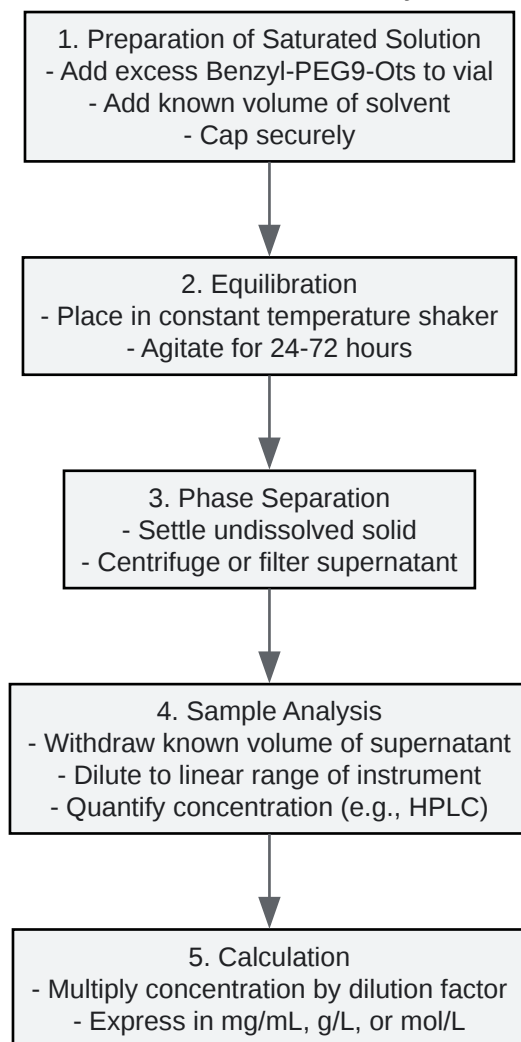 1. Preparation of Saturated Solution
- Add excess Benzyl-PEG9-Ots to vial
- Add known volume of solvent
- Cap securely
2. Equilibration
- Place in constant temperature shaker
- Agitate for 24-72 hours
3. Phase Separation
- Settle undissolved solid
- Centrifuge or filter supernatant
4. Sample Analysis
- Withdraw known volume of supernatant
- Dilute to linear range of instrument
- Quantify concentration (e.g., HPLC)
5. Calculation
- Multiply concentration by dilution factor
- Express in mg/mL, g/L, or mol/L